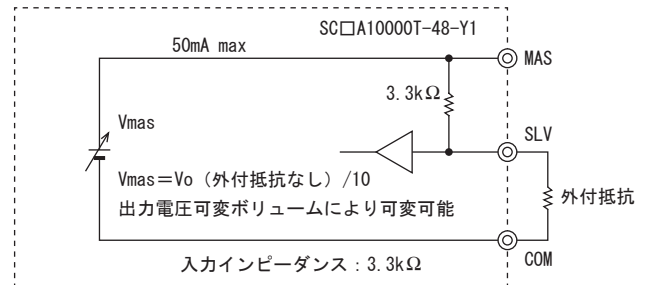 SC□A10000T-48-Y1
50mA max
MAS
3.3kΩ
Vmas
SLV
Vmas=Vo（外付抵抗なし）/10
外付抵抗
出力電圧可変ボリュームにより可変可能
COM
入力インピーダンス：3.3kΩ